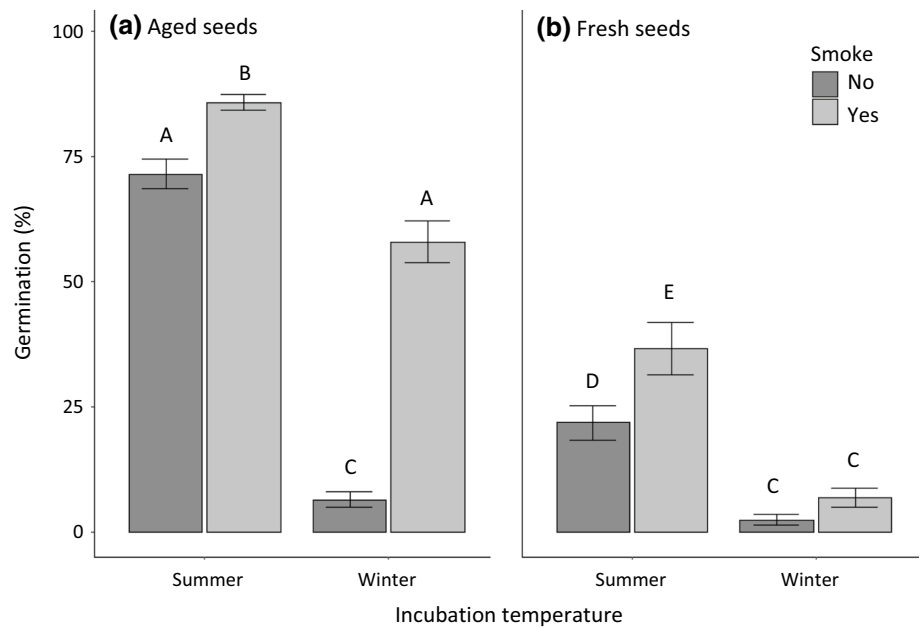 (a) Aged seeds
(b) Fresh seeds
Smoke
No
Yes
Germination (%)
100
75
50
25
0
A
B
C
A
D
E
C
C
Summer
Winter
Summer
Winter
Incubation temperature